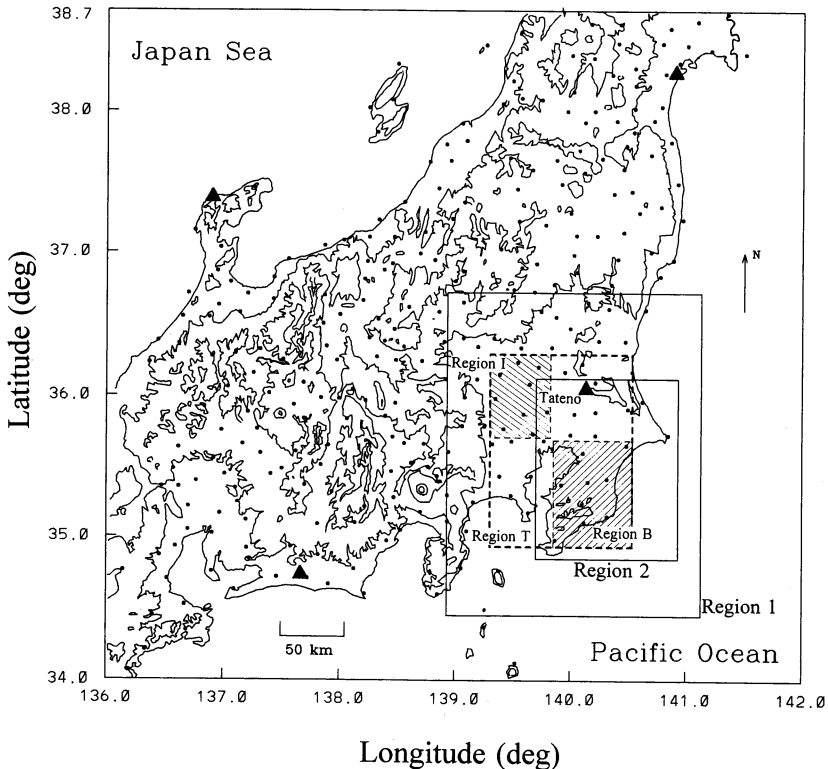 38.7
Japan Sea
38.0
37.0
N
Latitude (deg)
Region I
36.0
Tateno
35.0
Region T
Region B
Region 2
Region 1
50 km
Pacific Ocean
34.0
136.0 137.0 138.0 139.0 140.0 141.0 142.0
Longitude (deg)